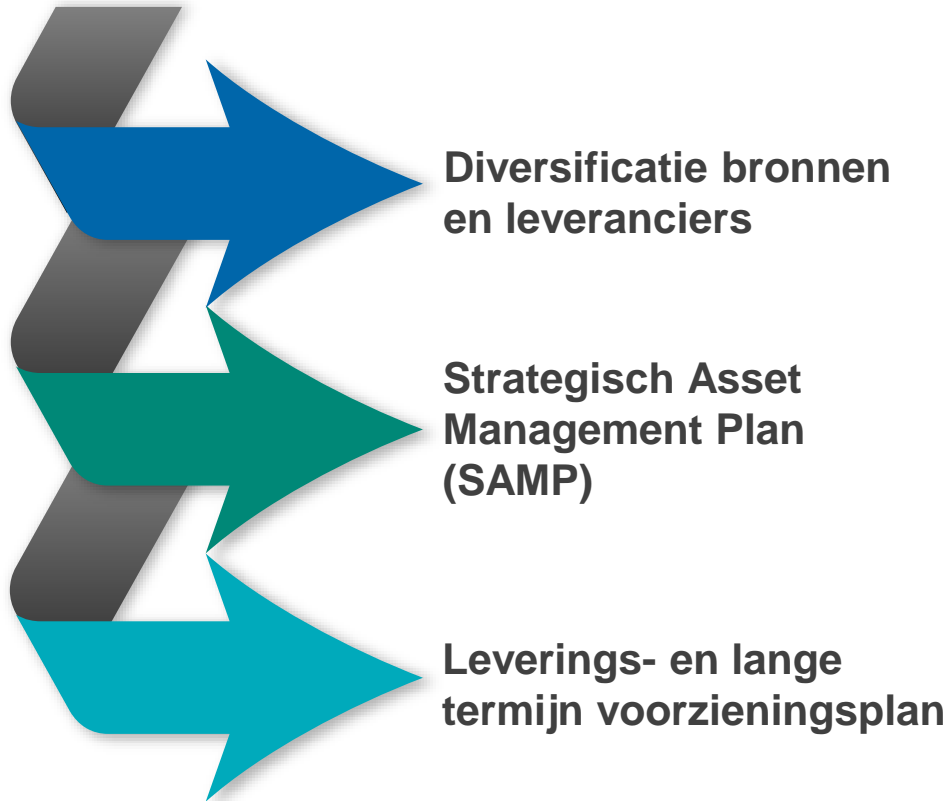 Diversificatie bronnen
en leveranciers
Strategisch Asset
Management Plan
(SAMP)
Leverings- en lange
termijn voorzieningsplan